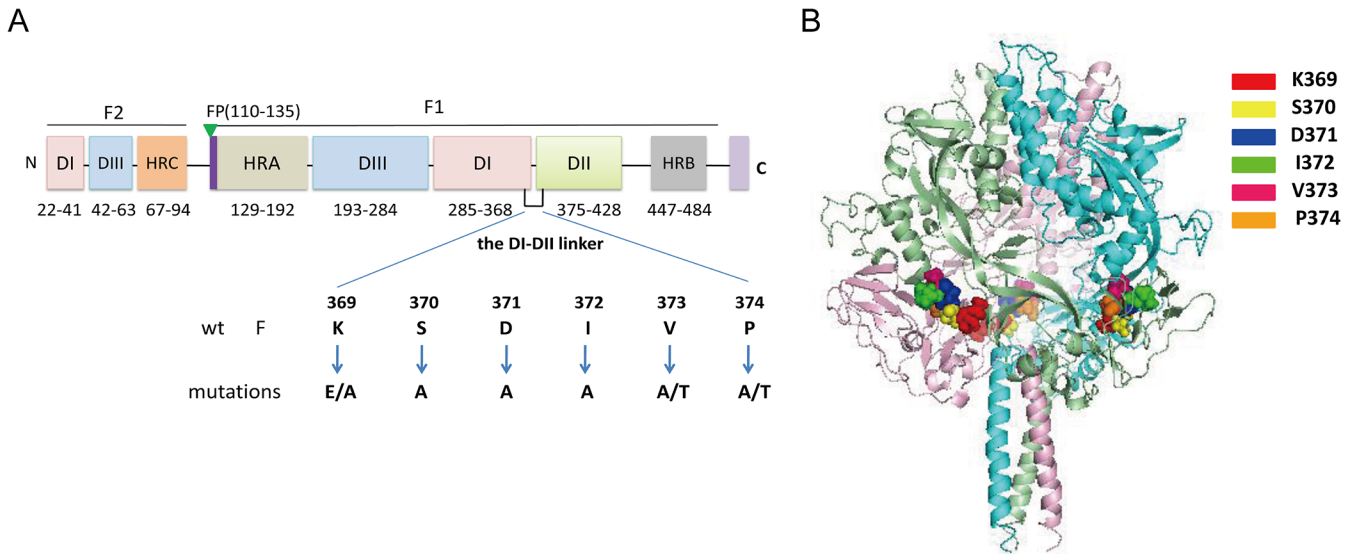 A
F2 FP(110-135) F1
N DI DIII HRC HRA DIII DI DII HRB C
22-41 42-63 67-94 129-192 193-284 285-368 375-428 447-484
the DI-DII linker
369 370 371 372 373 374
wt F K S D I V P
mutations E/A A A A A/T A/T
B
K369
S370
D371
I372
V373
P374